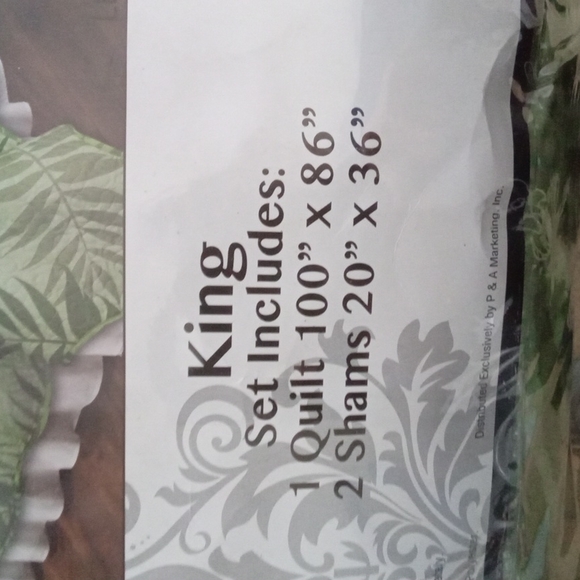 King
Set Includes:
1 Quilt 100” x 86”
2 Shams 20” x 36”
Distributed Exclusively by P & A Marketing, Inc.